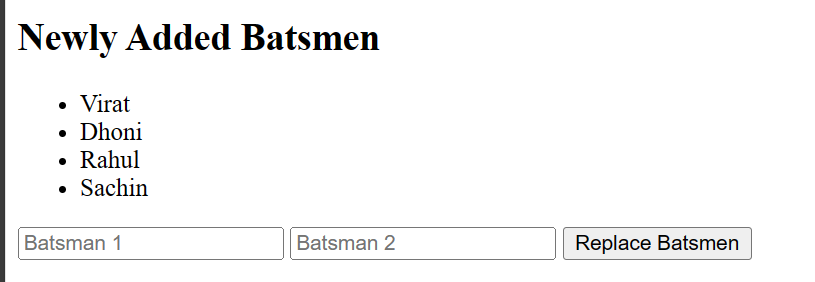 Newly Added Batsmen
• Virat
• Dhoni
• Rahul
• Sachin
Batsman 1 Batsman 2 Replace Batsmen